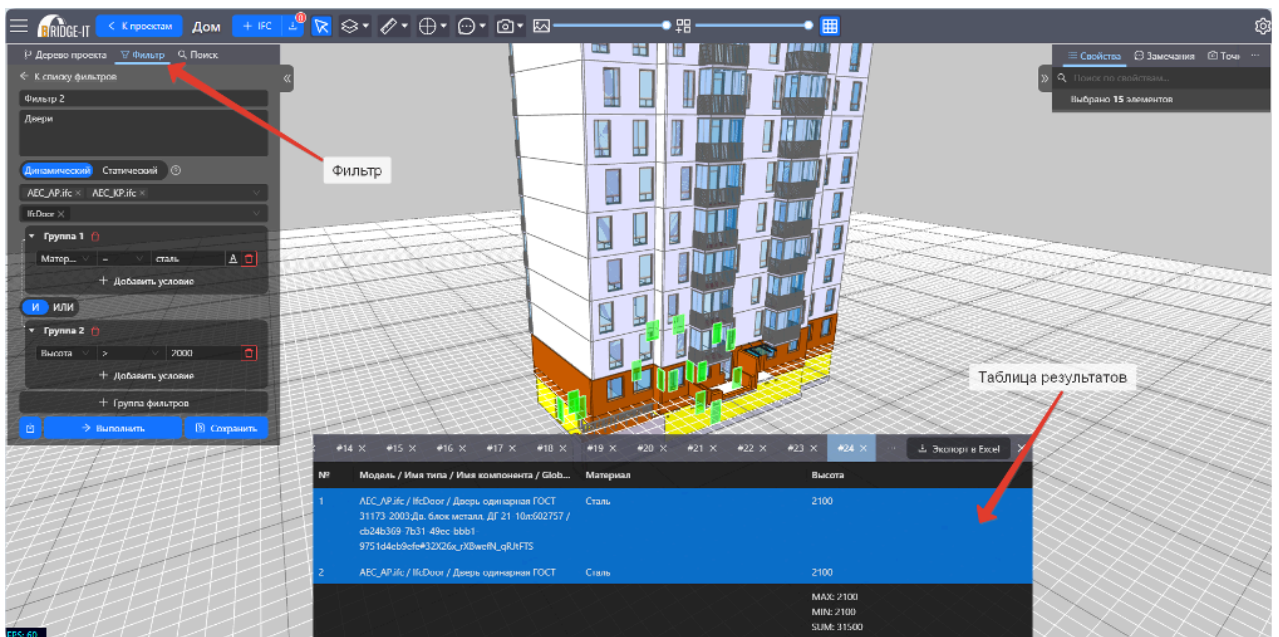 BRIDGE-IT
< К проектам
Дом
+ IFC
0
Дерево проекта
Фильтр
Поиск
← К списку фильтров
Фильтр 2
Двери
Динамический Статический
AEC_AP.ifc × AEC_KP.ifc ×
IfcDoor ×
Группа 1
Матер... = сталь A
+ Добавить условие
И ИЛИ
Группа 2
Высота > 2000
+ Добавить условие
+ Группа фильтров
→ Выполнить
Сохранить
Фильтр
Свойства Замечания Точк ...
Поиск по свойствам...
Выбрано 15 элементов
Таблица результатов
#14 × #15 × #16 × #17 × #18 × #19 × #20 × #21 × #22 × #23 × #24 × ... Экспорт в Excel ×
№ Модель / Имя типа / Имя компонента / Glob... Материал Высота
1 AEC_AP.ifc / IfcDoor / Дверь одинарная ГОСТ Сталь 2100
31173-2003:Дв. блок металл. ДГ 21-10л:602757 /
cb24b369-7b31-49ec-bbb1-
9751d4eb9efe#32X26x_rXBwefN_qRJtFTS
2 AEC_AP.ifc / IfcDoor / Дверь одинарная ГОСТ Сталь 2100
MAX: 2100
MIN: 2100
SUM: 31500
FPS: 60